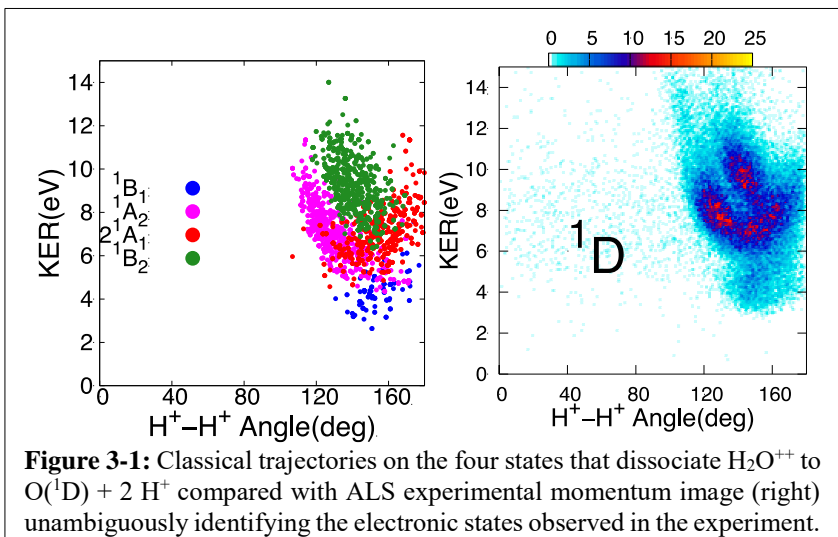 0 5 10 15 20 25
14
12
10
8
6
4
2
0
KER(eV)
¹B₁
¹A₂
2¹A₁
¹B₂
0 40 80 120 160
H⁺–H⁺ Angle(deg)
14
12
10
8
6
4
2
0
KER(eV)
¹D
0 40 80 120 160
H⁺–H⁺ Angle(deg)
Figure 3-1: Classical trajectories on the four states that dissociate H₂O⁺⁺ to
O(¹D) + 2 H⁺ compared with ALS experimental momentum image (right)
unambiguously identifying the electronic states observed in the experiment.